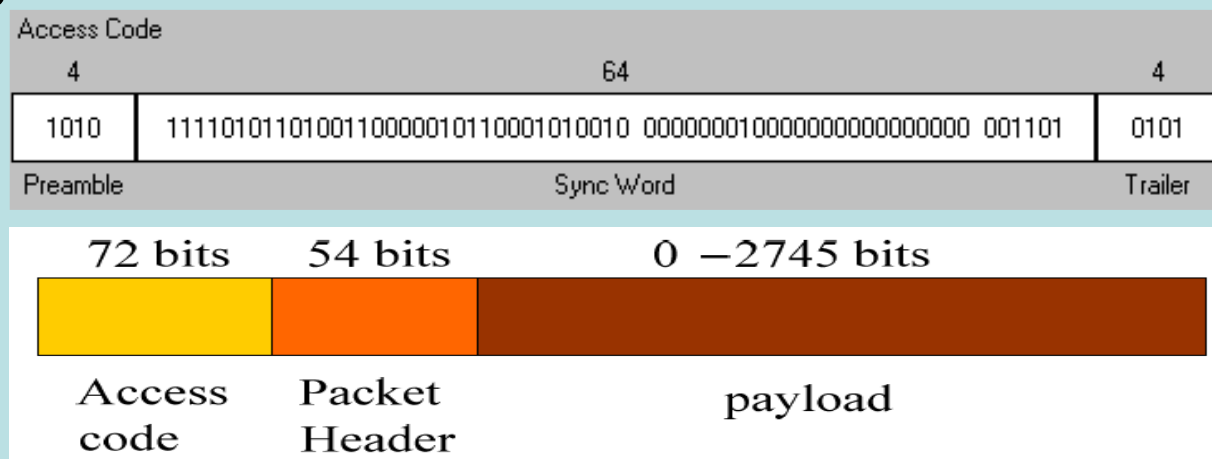 Access Code
4 64 4
1010 1111010110100110000010110001010010 000000010000000000000000 001101 0101
Preamble Sync Word Trailer
72 bits 54 bits 0 –2745 bits
Access Packet payload
code Header